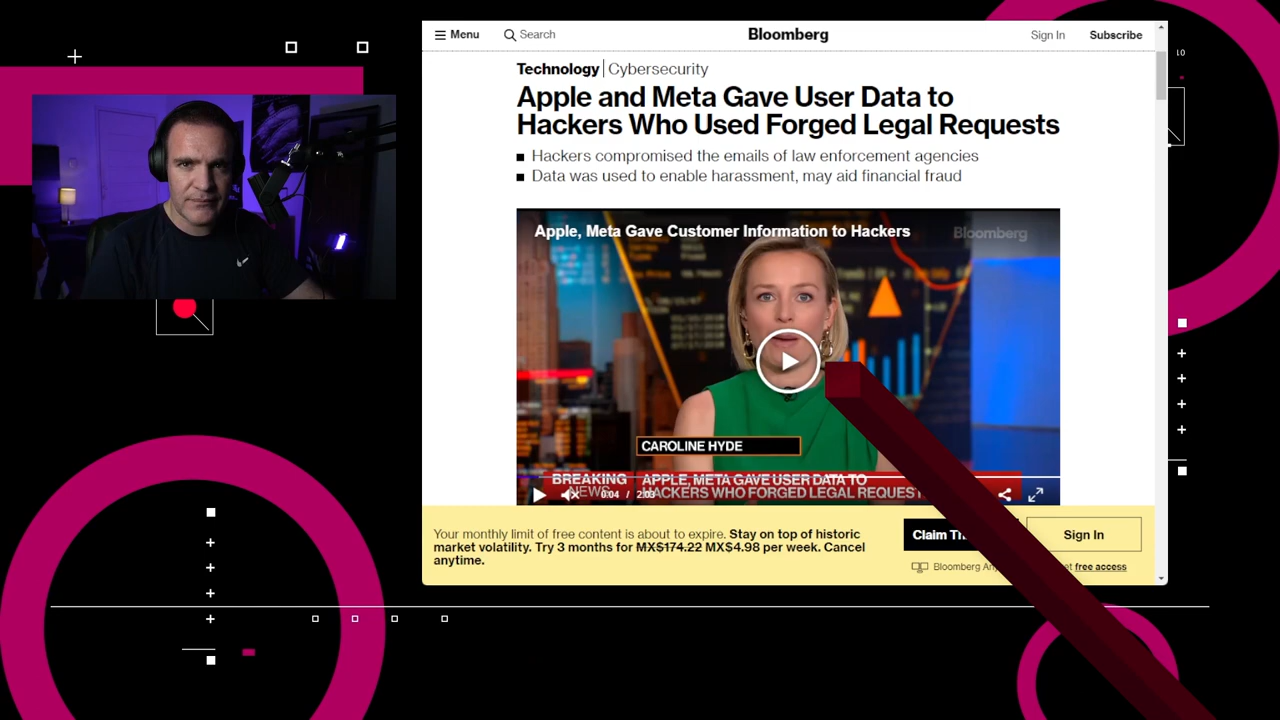 Menu
Search
Bloomberg
Sign In
Subscribe
Technology | Cybersecurity
Apple and Meta Gave User Data to
Hackers Who Used Forged Legal Requests
Hackers compromised the emails of law enforcement agencies
Data was used to enable harassment, may aid financial fraud
Apple, Meta Gave Customer Information to Hackers
Bloomberg
CAROLINE HYDE
BREAKING NEWS
APPLE, META GAVE USER DATA TO
HACKERS WHO FORGED LEGAL REQUEST
0:04 / 2:03
Your monthly limit of free content is about to expire. Stay on top of historic
market volatility. Try 3 months for MX$174.22 MX$4.98 per week. Cancel
anytime.
Claim
Sign In
Bloomberg
free access
01